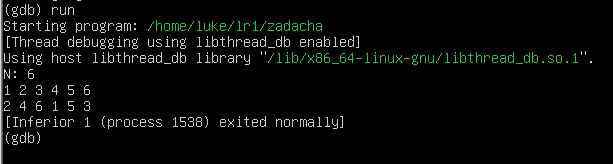 (gdb) run
Starting program: /home/luke/lr1/zadacha
[Thread debugging using libthread_db enabled]
Using host libthread_db library "/lib/x86_64-linux-gnu/libthread_db.so.1".
N: 6
1 2 3 4 5 6
2 4 6 1 5 3
[Inferior 1 (process 1538) exited normally]
(gdb)